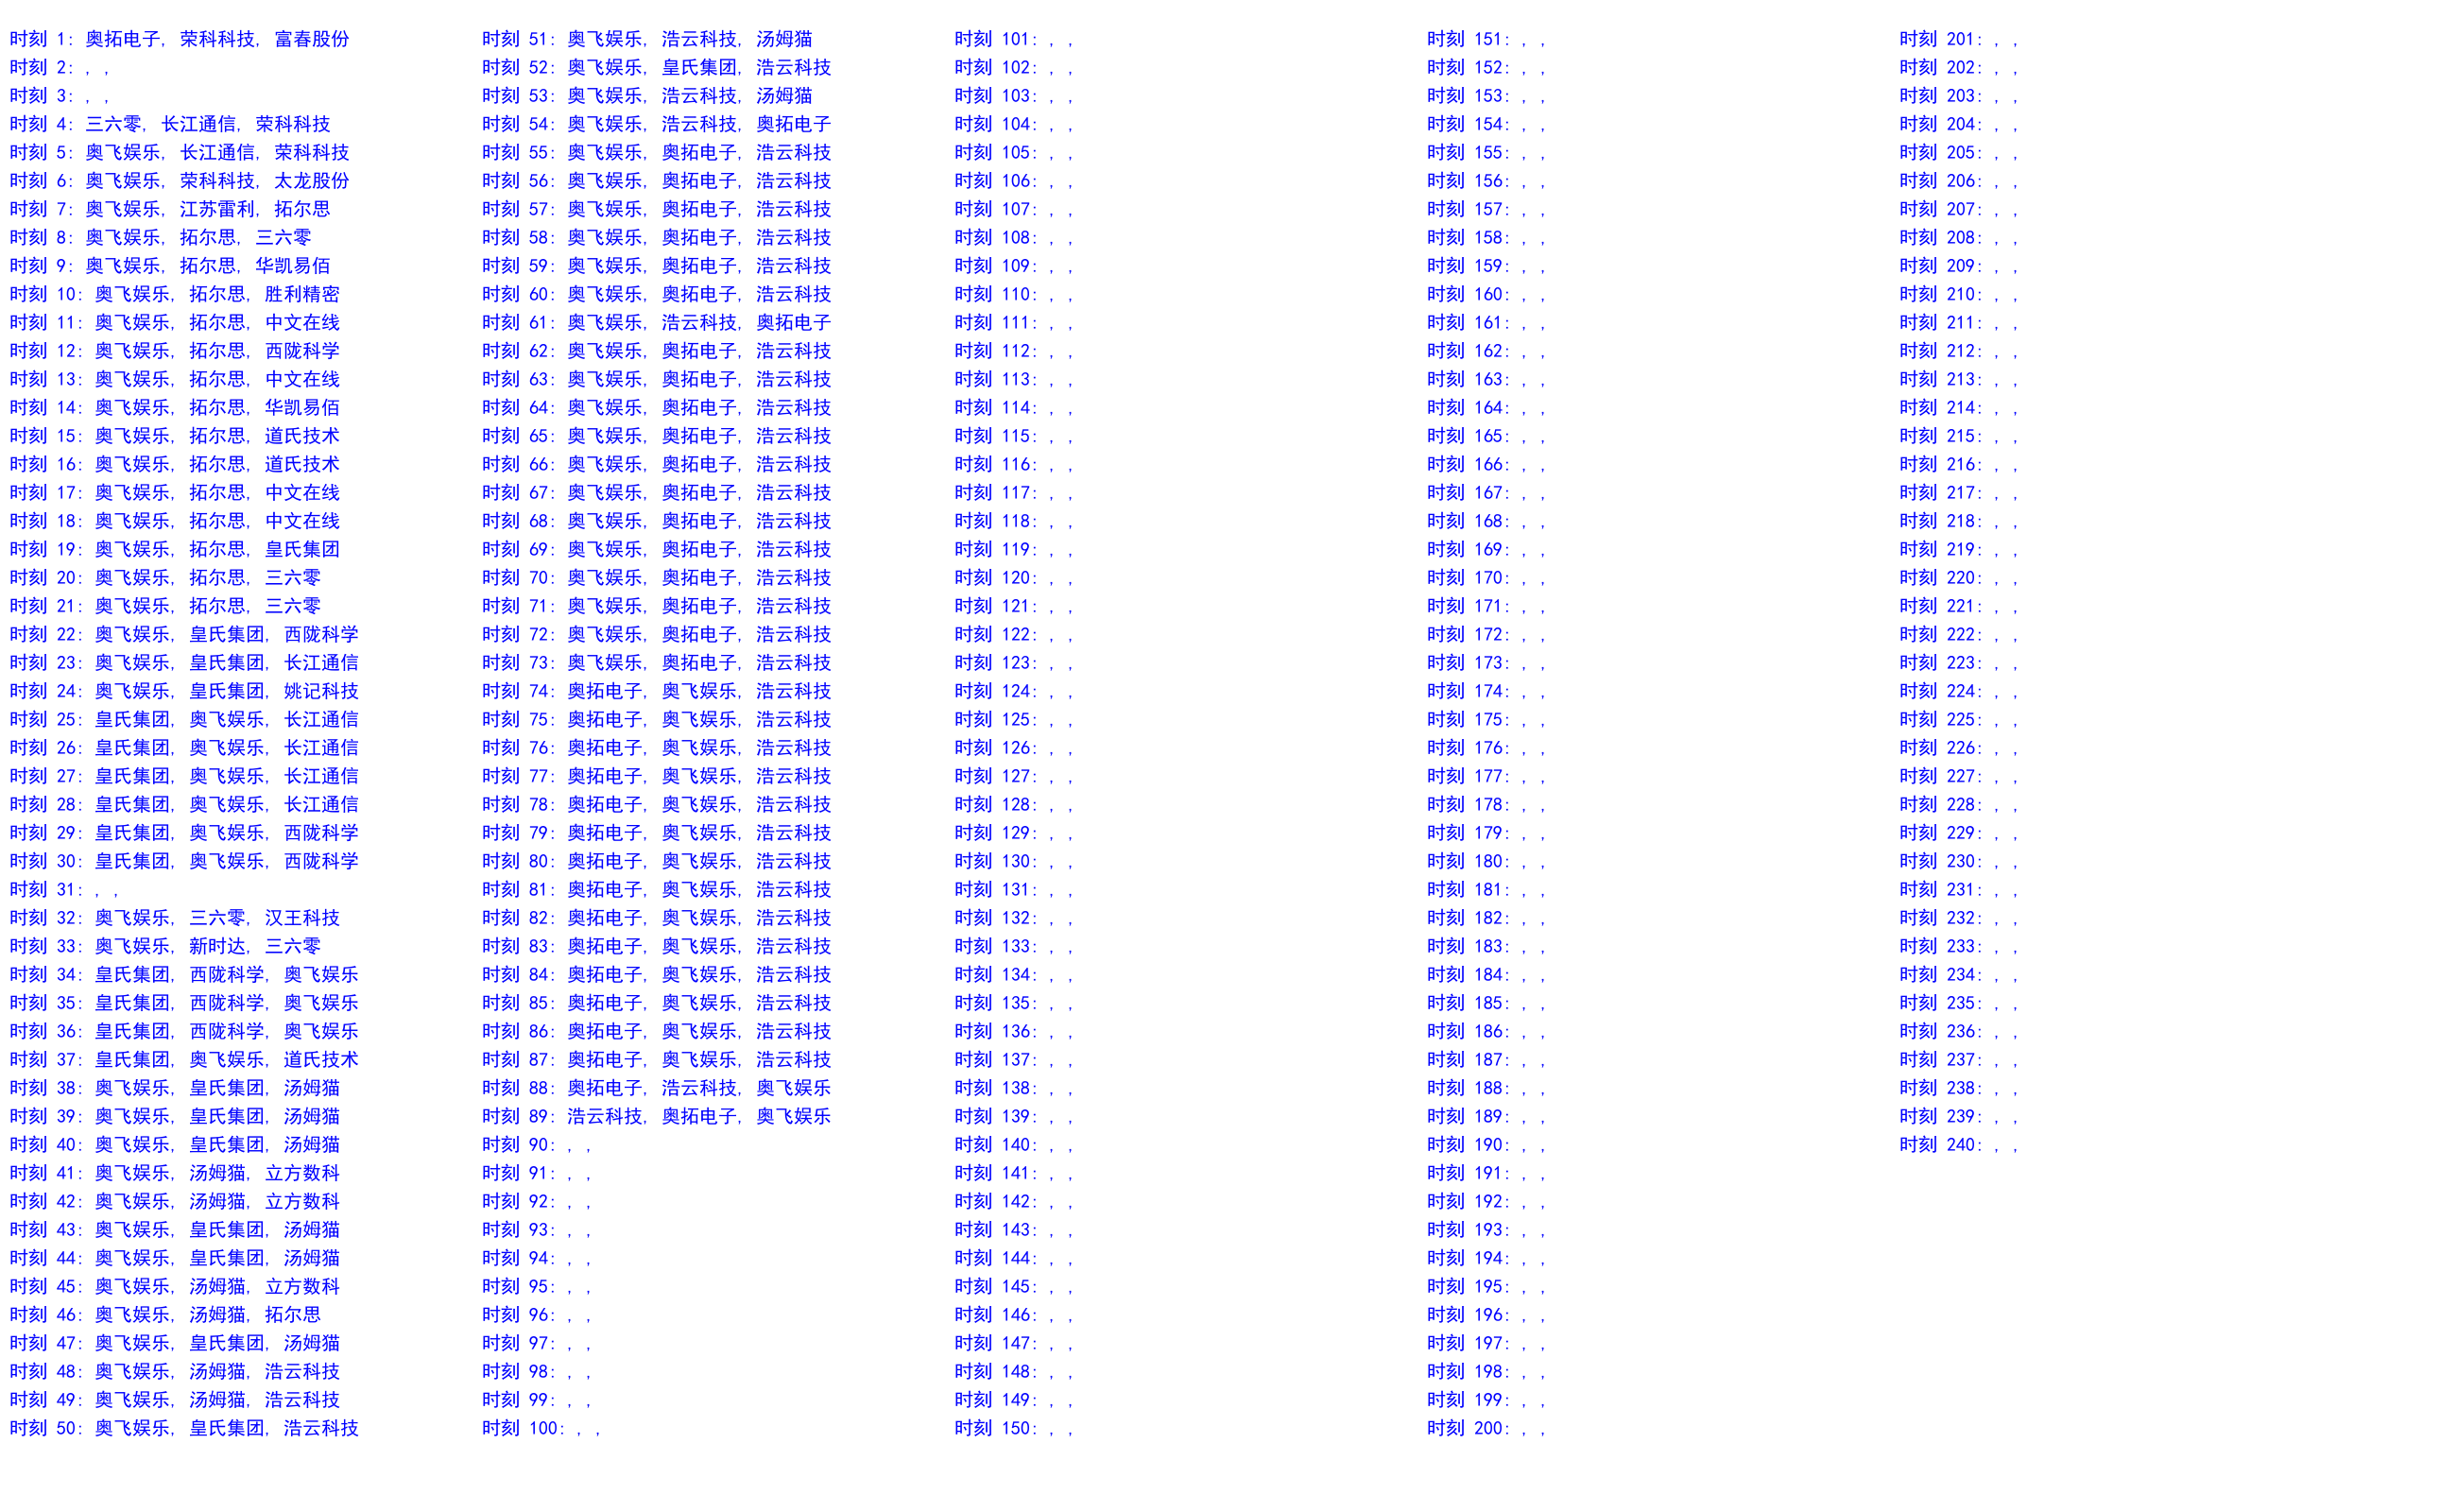 时刻 1: 奥拓电子, 荣科科技, 富春股份
时刻 2: , ,
时刻 3: , ,
时刻 4: 三六零, 长江通信, 荣科科技
时刻 5: 奥飞娱乐, 长江通信, 荣科科技
时刻 6: 奥飞娱乐, 荣科科技, 太龙股份
时刻 7: 奥飞娱乐, 江苏雷利, 拓尔思
时刻 8: 奥飞娱乐, 拓尔思, 三六零
时刻 9: 奥飞娱乐, 拓尔思, 华凯易佰
时刻 10: 奥飞娱乐, 拓尔思, 胜利精密
时刻 11: 奥飞娱乐, 拓尔思, 中文在线
时刻 12: 奥飞娱乐, 拓尔思, 西陇科学
时刻 13: 奥飞娱乐, 拓尔思, 中文在线
时刻 14: 奥飞娱乐, 拓尔思, 华凯易佰
时刻 15: 奥飞娱乐, 拓尔思, 道氏技术
时刻 16: 奥飞娱乐, 拓尔思, 道氏技术
时刻 17: 奥飞娱乐, 拓尔思, 中文在线
时刻 18: 奥飞娱乐, 拓尔思, 中文在线
时刻 19: 奥飞娱乐, 拓尔思, 皇氏集团
时刻 20: 奥飞娱乐, 拓尔思, 三六零
时刻 21: 奥飞娱乐, 拓尔思, 三六零
时刻 22: 奥飞娱乐, 皇氏集团, 西陇科学
时刻 23: 奥飞娱乐, 皇氏集团, 长江通信
时刻 24: 奥飞娱乐, 皇氏集团, 姚记科技
时刻 25: 皇氏集团, 奥飞娱乐, 长江通信
时刻 26: 皇氏集团, 奥飞娱乐, 长江通信
时刻 27: 皇氏集团, 奥飞娱乐, 长江通信
时刻 28: 皇氏集团, 奥飞娱乐, 长江通信
时刻 29: 皇氏集团, 奥飞娱乐, 西陇科学
时刻 30: 皇氏集团, 奥飞娱乐, 西陇科学
时刻 31: , ,
时刻 32: 奥飞娱乐, 三六零, 汉王科技
时刻 33: 奥飞娱乐, 新时达, 三六零
时刻 34: 皇氏集团, 西陇科学, 奥飞娱乐
时刻 35: 皇氏集团, 西陇科学, 奥飞娱乐
时刻 36: 皇氏集团, 西陇科学, 奥飞娱乐
时刻 37: 皇氏集团, 奥飞娱乐, 道氏技术
时刻 38: 奥飞娱乐, 皇氏集团, 汤姆猫
时刻 39: 奥飞娱乐, 皇氏集团, 汤姆猫
时刻 40: 奥飞娱乐, 皇氏集团, 汤姆猫
时刻 41: 奥飞娱乐, 汤姆猫, 立方数科
时刻 42: 奥飞娱乐, 汤姆猫, 立方数科
时刻 43: 奥飞娱乐, 皇氏集团, 汤姆猫
时刻 44: 奥飞娱乐, 皇氏集团, 汤姆猫
时刻 45: 奥飞娱乐, 汤姆猫, 立方数科
时刻 46: 奥飞娱乐, 汤姆猫, 拓尔思
时刻 47: 奥飞娱乐, 皇氏集团, 汤姆猫
时刻 48: 奥飞娱乐, 汤姆猫, 浩云科技
时刻 49: 奥飞娱乐, 汤姆猫, 浩云科技
时刻 50: 奥飞娱乐, 皇氏集团, 浩云科技
时刻 51: 奥飞娱乐, 浩云科技, 汤姆猫
时刻 52: 奥飞娱乐, 皇氏集团, 浩云科技
时刻 53: 奥飞娱乐, 浩云科技, 汤姆猫
时刻 54: 奥飞娱乐, 浩云科技, 奥拓电子
时刻 55: 奥飞娱乐, 奥拓电子, 浩云科技
时刻 56: 奥飞娱乐, 奥拓电子, 浩云科技
时刻 57: 奥飞娱乐, 奥拓电子, 浩云科技
时刻 58: 奥飞娱乐, 奥拓电子, 浩云科技
时刻 59: 奥飞娱乐, 奥拓电子, 浩云科技
时刻 60: 奥飞娱乐, 奥拓电子, 浩云科技
时刻 61: 奥飞娱乐, 浩云科技, 奥拓电子
时刻 62: 奥飞娱乐, 奥拓电子, 浩云科技
时刻 63: 奥飞娱乐, 奥拓电子, 浩云科技
时刻 64: 奥飞娱乐, 奥拓电子, 浩云科技
时刻 65: 奥飞娱乐, 奥拓电子, 浩云科技
时刻 66: 奥飞娱乐, 奥拓电子, 浩云科技
时刻 67: 奥飞娱乐, 奥拓电子, 浩云科技
时刻 68: 奥飞娱乐, 奥拓电子, 浩云科技
时刻 69: 奥飞娱乐, 奥拓电子, 浩云科技
时刻 70: 奥飞娱乐, 奥拓电子, 浩云科技
时刻 71: 奥飞娱乐, 奥拓电子, 浩云科技
时刻 72: 奥飞娱乐, 奥拓电子, 浩云科技
时刻 73: 奥飞娱乐, 奥拓电子, 浩云科技
时刻 74: 奥拓电子, 奥飞娱乐, 浩云科技
时刻 75: 奥拓电子, 奥飞娱乐, 浩云科技
时刻 76: 奥拓电子, 奥飞娱乐, 浩云科技
时刻 77: 奥拓电子, 奥飞娱乐, 浩云科技
时刻 78: 奥拓电子, 奥飞娱乐, 浩云科技
时刻 79: 奥拓电子, 奥飞娱乐, 浩云科技
时刻 80: 奥拓电子, 奥飞娱乐, 浩云科技
时刻 81: 奥拓电子, 奥飞娱乐, 浩云科技
时刻 82: 奥拓电子, 奥飞娱乐, 浩云科技
时刻 83: 奥拓电子, 奥飞娱乐, 浩云科技
时刻 84: 奥拓电子, 奥飞娱乐, 浩云科技
时刻 85: 奥拓电子, 奥飞娱乐, 浩云科技
时刻 86: 奥拓电子, 奥飞娱乐, 浩云科技
时刻 87: 奥拓电子, 奥飞娱乐, 浩云科技
时刻 88: 奥拓电子, 浩云科技, 奥飞娱乐
时刻 89: 浩云科技, 奥拓电子, 奥飞娱乐
时刻 90: , ,
时刻 91: , ,
时刻 92: , ,
时刻 93: , ,
时刻 94: , ,
时刻 95: , ,
时刻 96: , ,
时刻 97: , ,
时刻 98: , ,
时刻 99: , ,
时刻 100: , ,
时刻 101: , ,
时刻 102: , ,
时刻 103: , ,
时刻 104: , ,
时刻 105: , ,
时刻 106: , ,
时刻 107: , ,
时刻 108: , ,
时刻 109: , ,
时刻 110: , ,
时刻 111: , ,
时刻 112: , ,
时刻 113: , ,
时刻 114: , ,
时刻 115: , ,
时刻 116: , ,
时刻 117: , ,
时刻 118: , ,
时刻 119: , ,
时刻 120: , ,
时刻 121: , ,
时刻 122: , ,
时刻 123: , ,
时刻 124: , ,
时刻 125: , ,
时刻 126: , ,
时刻 127: , ,
时刻 128: , ,
时刻 129: , ,
时刻 130: , ,
时刻 131: , ,
时刻 132: , ,
时刻 133: , ,
时刻 134: , ,
时刻 135: , ,
时刻 136: , ,
时刻 137: , ,
时刻 138: , ,
时刻 139: , ,
时刻 140: , ,
时刻 141: , ,
时刻 142: , ,
时刻 143: , ,
时刻 144: , ,
时刻 145: , ,
时刻 146: , ,
时刻 147: , ,
时刻 148: , ,
时刻 149: , ,
时刻 150: , ,
时刻 151: , ,
时刻 152: , ,
时刻 153: , ,
时刻 154: , ,
时刻 155: , ,
时刻 156: , ,
时刻 157: , ,
时刻 158: , ,
时刻 159: , ,
时刻 160: , ,
时刻 161: , ,
时刻 162: , ,
时刻 163: , ,
时刻 164: , ,
时刻 165: , ,
时刻 166: , ,
时刻 167: , ,
时刻 168: , ,
时刻 169: , ,
时刻 170: , ,
时刻 171: , ,
时刻 172: , ,
时刻 173: , ,
时刻 174: , ,
时刻 175: , ,
时刻 176: , ,
时刻 177: , ,
时刻 178: , ,
时刻 179: , ,
时刻 180: , ,
时刻 181: , ,
时刻 182: , ,
时刻 183: , ,
时刻 184: , ,
时刻 185: , ,
时刻 186: , ,
时刻 187: , ,
时刻 188: , ,
时刻 189: , ,
时刻 190: , ,
时刻 191: , ,
时刻 192: , ,
时刻 193: , ,
时刻 194: , ,
时刻 195: , ,
时刻 196: , ,
时刻 197: , ,
时刻 198: , ,
时刻 199: , ,
时刻 200: , ,
时刻 201: , ,
时刻 202: , ,
时刻 203: , ,
时刻 204: , ,
时刻 205: , ,
时刻 206: , ,
时刻 207: , ,
时刻 208: , ,
时刻 209: , ,
时刻 210: , ,
时刻 211: , ,
时刻 212: , ,
时刻 213: , ,
时刻 214: , ,
时刻 215: , ,
时刻 216: , ,
时刻 217: , ,
时刻 218: , ,
时刻 219: , ,
时刻 220: , ,
时刻 221: , ,
时刻 222: , ,
时刻 223: , ,
时刻 224: , ,
时刻 225: , ,
时刻 226: , ,
时刻 227: , ,
时刻 228: , ,
时刻 229: , ,
时刻 230: , ,
时刻 231: , ,
时刻 232: , ,
时刻 233: , ,
时刻 234: , ,
时刻 235: , ,
时刻 236: , ,
时刻 237: , ,
时刻 238: , ,
时刻 239: , ,
时刻 240: , ,